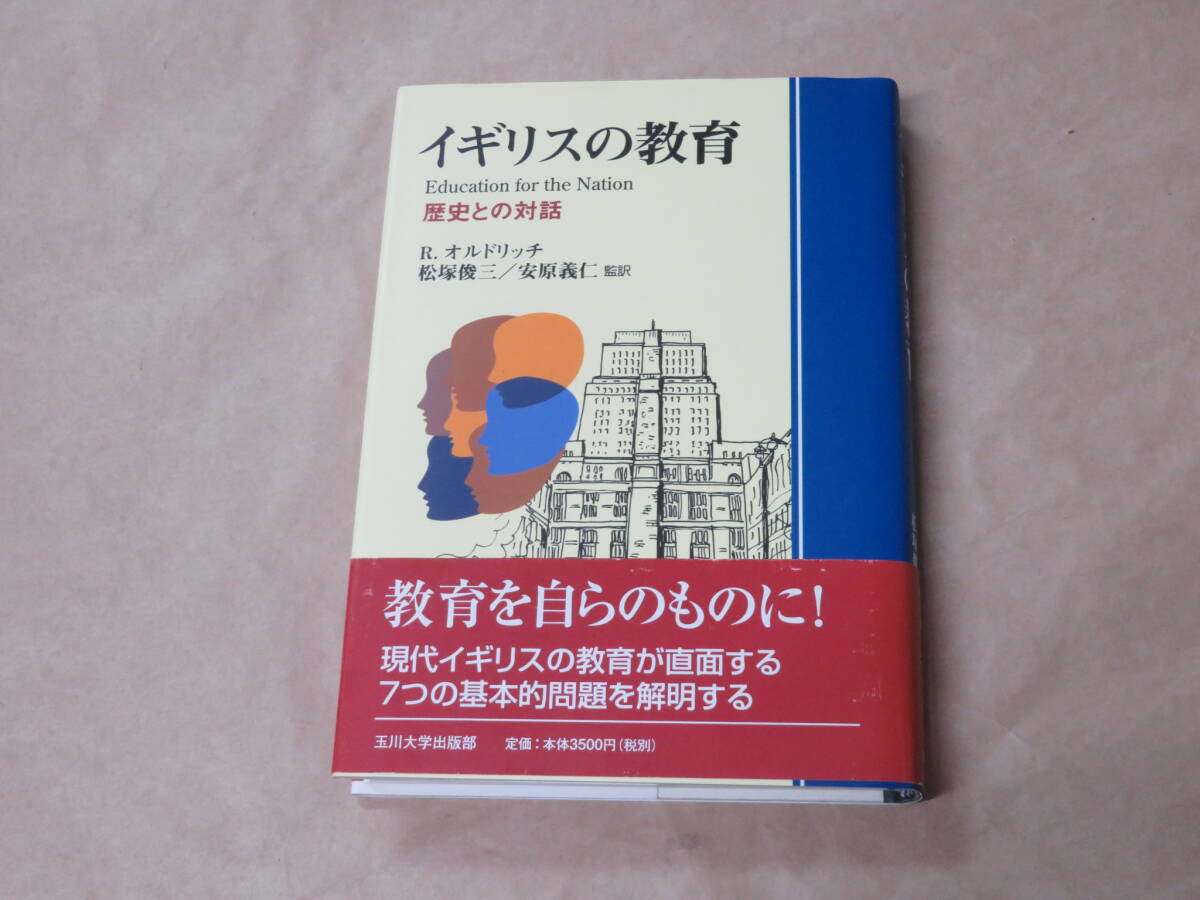 イギリスの教育
Education for the Nation
歴史との対話
R. オルドリッチ
松塚俊三／安原義仁 監訳
教育を自らのものに！
現代イギリスの教育が直面する
7つの基本的問題を解明する
玉川大学出版部　定価：本体3500円（税別）